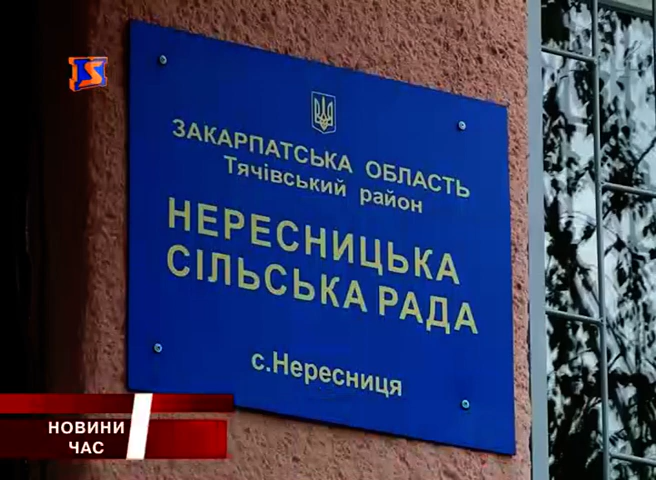 ЗАКАРПАТСЬКА ОБЛАСТЬ
Тячівський район
НЕРЕСНИЦЬКА
СІЛЬСЬКА РАДА
с.Нересниця
НОВИНИ
ЧАС